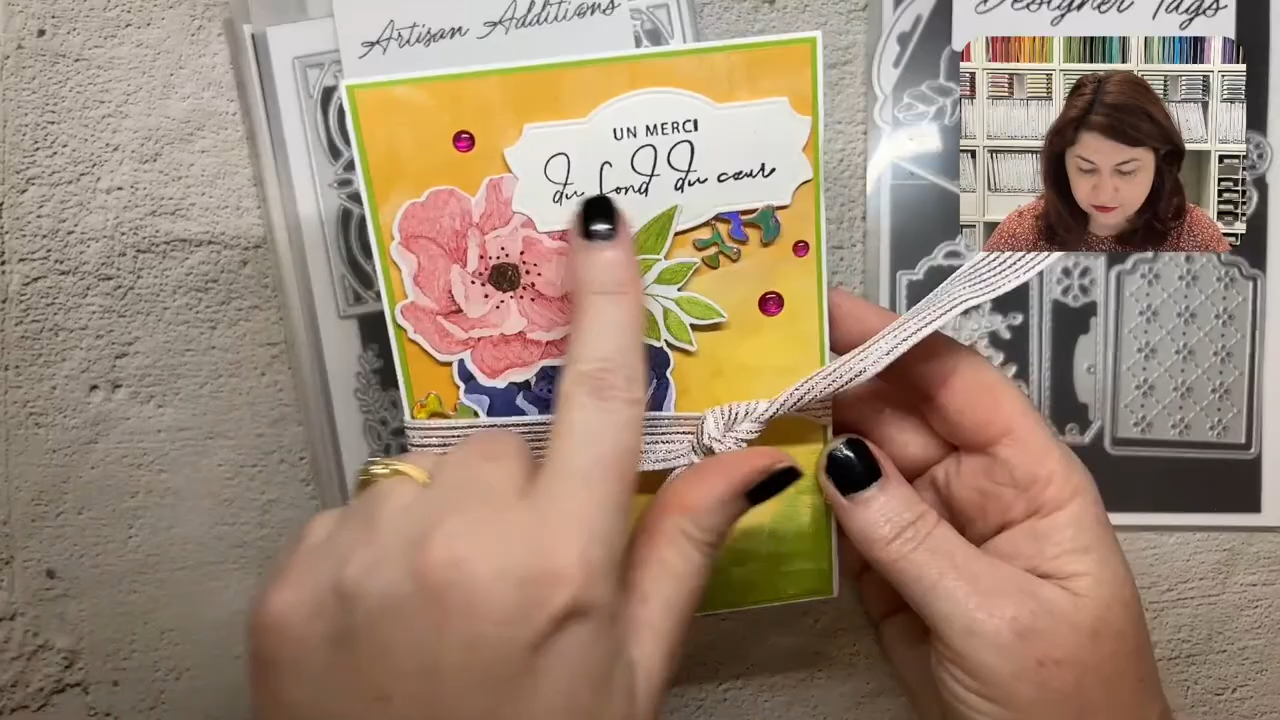 Artisan Additions
Designer Tags
UN MERCI
du fond du cœur